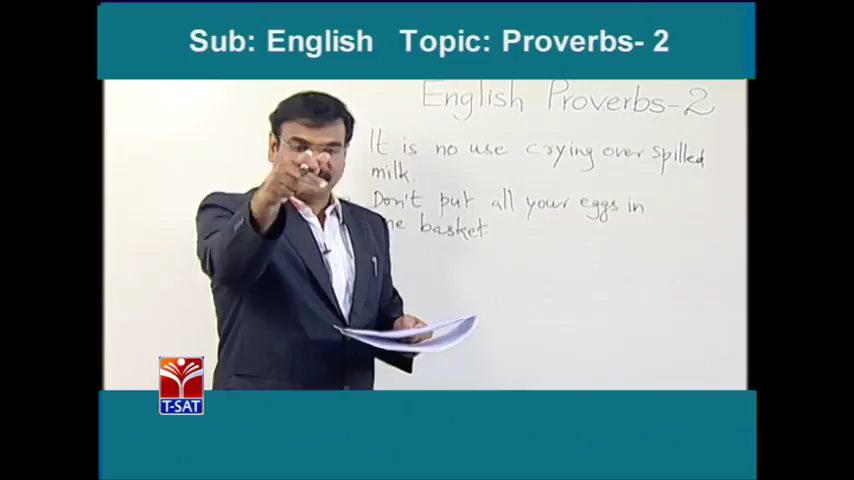 Sub: English Topic: Proverbs- 2
English Proverbs-2
It is no use crying over spilled
milk.
Don't put all your eggs in
basket.
T-SAT